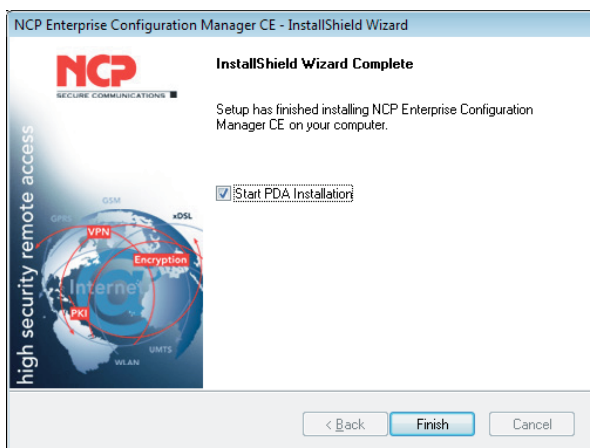 NCP Enterprise Configuration Manager CE - InstallShield Wizard
NCP
SECURE COMMUNICATIONS
InstallShield Wizard Complete
Setup has finished installing NCP Enterprise Configuration
Manager CE on your computer.
Start PDA Installation
high security remote access
GSM
GPRS
xDSL
VPN
Encryption
Internet
PKI
UMTS
WLAN
< Back
Finish
Cancel